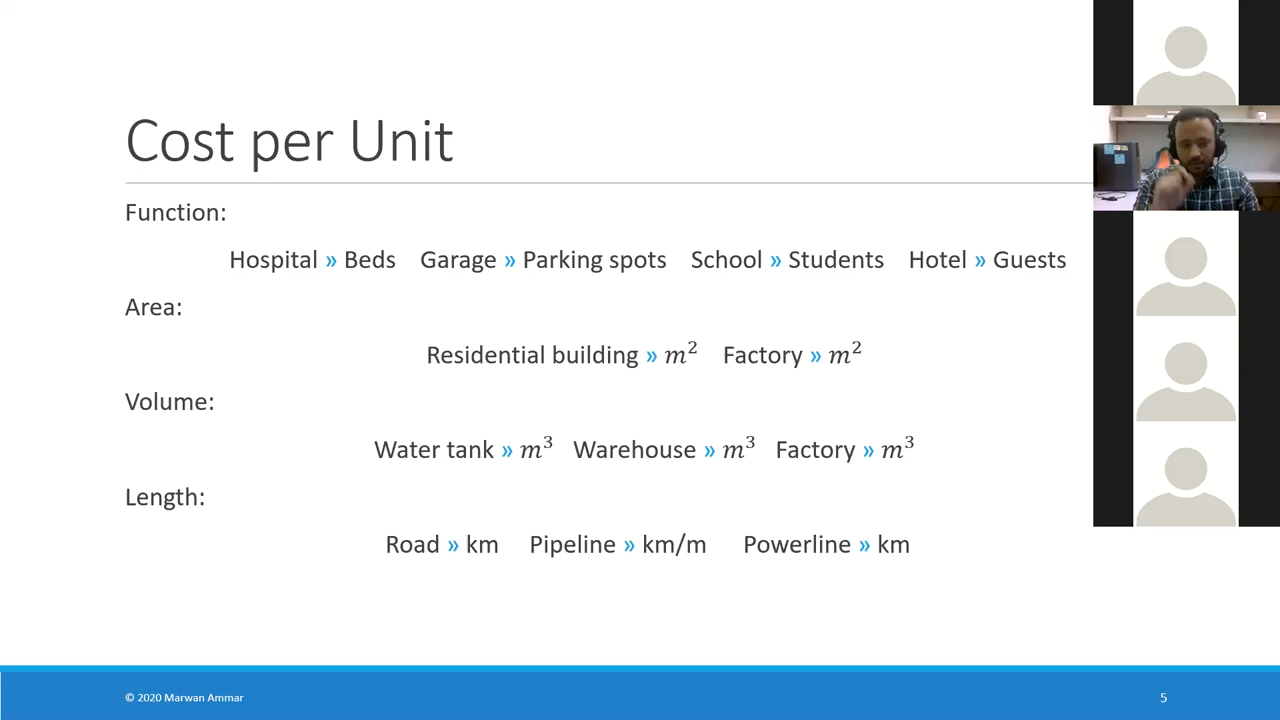 Cost per Unit
Function:
Hospital » Beds Garage » Parking spots School » Students Hotel » Guests
Area:
Residential building » m² Factory » m²
Volume:
Water tank » m³ Warehouse » m³ Factory » m³
Length:
Road » km Pipeline » km/m Powerline » km
© 2020 Marwan Ammar
5